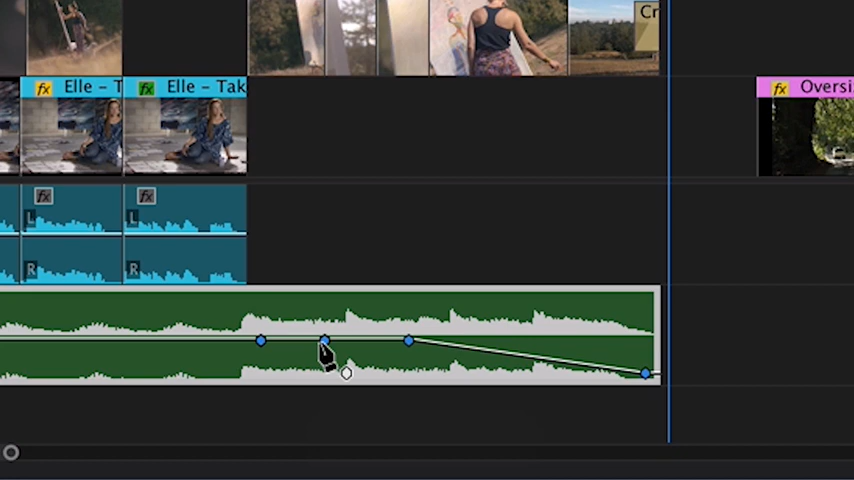 Cr
fx Elle – T
fx Elle – Tak
fx Oversi
fx
fx
L
L
R
R